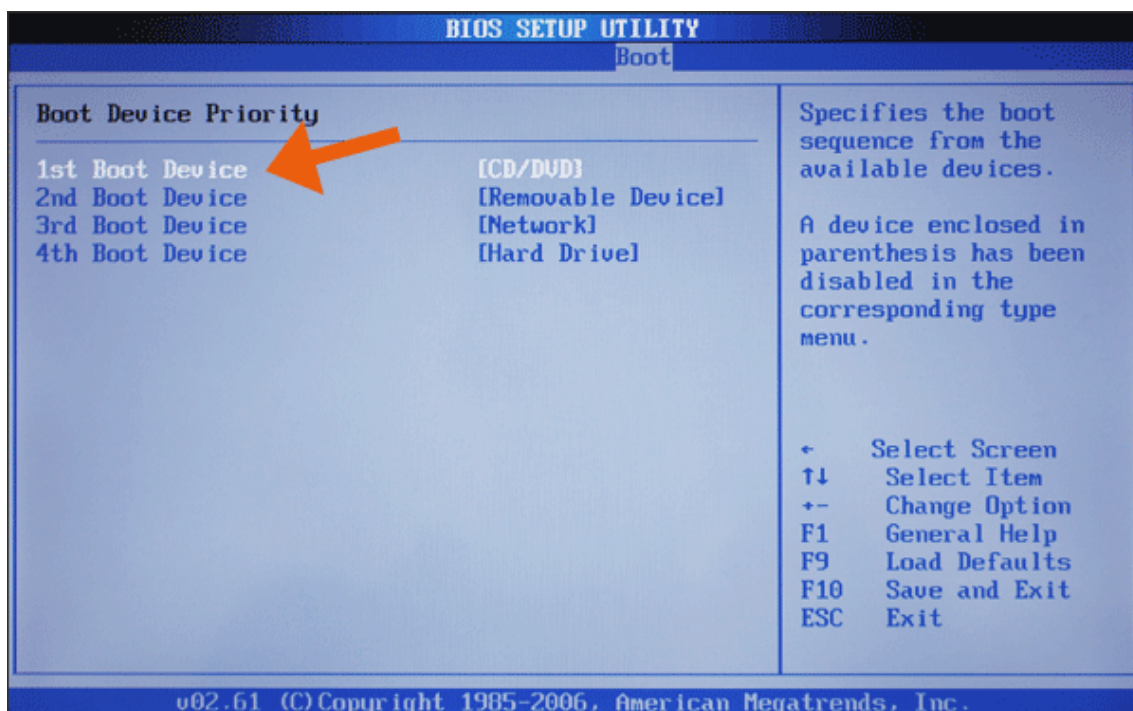 BIOS SETUP UTILITY
Boot
Boot Device Priority
1st Boot Device [CD/DVD]
2nd Boot Device [Removable Device]
3rd Boot Device [Network]
4th Boot Device [Hard Drive]
Specifies the boot
sequence from the
available devices.
A device enclosed in
parenthesis has been
disabled in the
corresponding type
menu.
← Select Screen
↑↓ Select Item
+- Change Option
F1 General Help
F9 Load Defaults
F10 Save and Exit
ESC Exit
v02.61 (C)Copyright 1985-2006, American Megatrends, Inc.